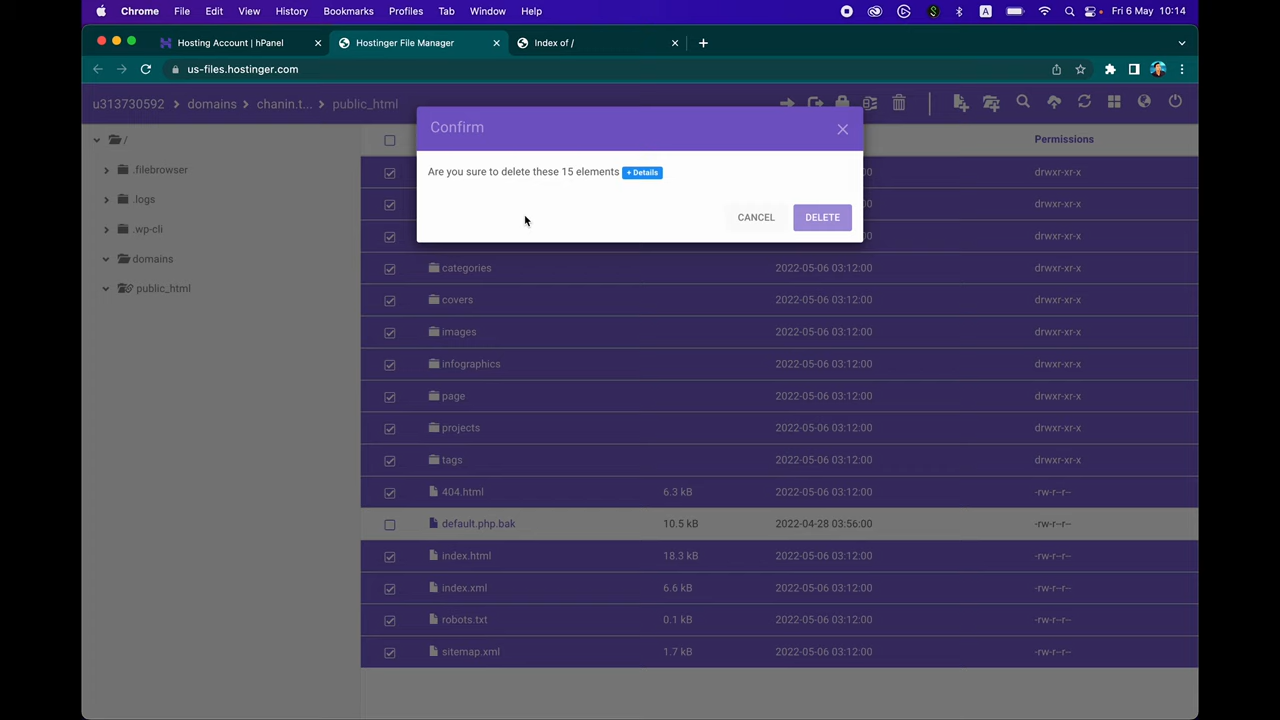 Chrome File Edit View History Bookmarks Profiles Tab Window Help A Fri 6 May 10:14
Hosting Account | hPanel Hostinger File Manager Index of /
us-files.hostinger.com
u313730592 domains chanin.t... public_html
Confirm
Are you sure to delete these 15 elements + Details
CANCEL DELETE
/
.filebrowser
.logs
.wp-cli
domains
public_html
Permissions
drwxr-xr-x
drwxr-xr-x
categories 2022-05-06 03:12:00 drwxr-xr-x
covers 2022-05-06 03:12:00 drwxr-xr-x
images 2022-05-06 03:12:00 drwxr-xr-x
infographics 2022-05-06 03:12:00 drwxr-xr-x
page 2022-05-06 03:12:00 drwxr-xr-x
projects 2022-05-06 03:12:00 drwxr-xr-x
tags 2022-05-06 03:12:00 drwxr-xr-x
404.html 6.3 kB 2022-05-06 03:12:00 -rw-r--r--
default.php.bak 10.5 kB 2022-04-28 03:56:00 -rw-r--r--
index.html 18.3 kB 2022-05-06 03:12:00 -rw-r--r--
index.xml 6.6 kB 2022-05-06 03:12:00 -rw-r--r--
robots.txt 0.1 kB 2022-05-06 03:12:00 -rw-r--r--
sitemap.xml 1.7 kB 2022-05-06 03:12:00 -rw-r--r--